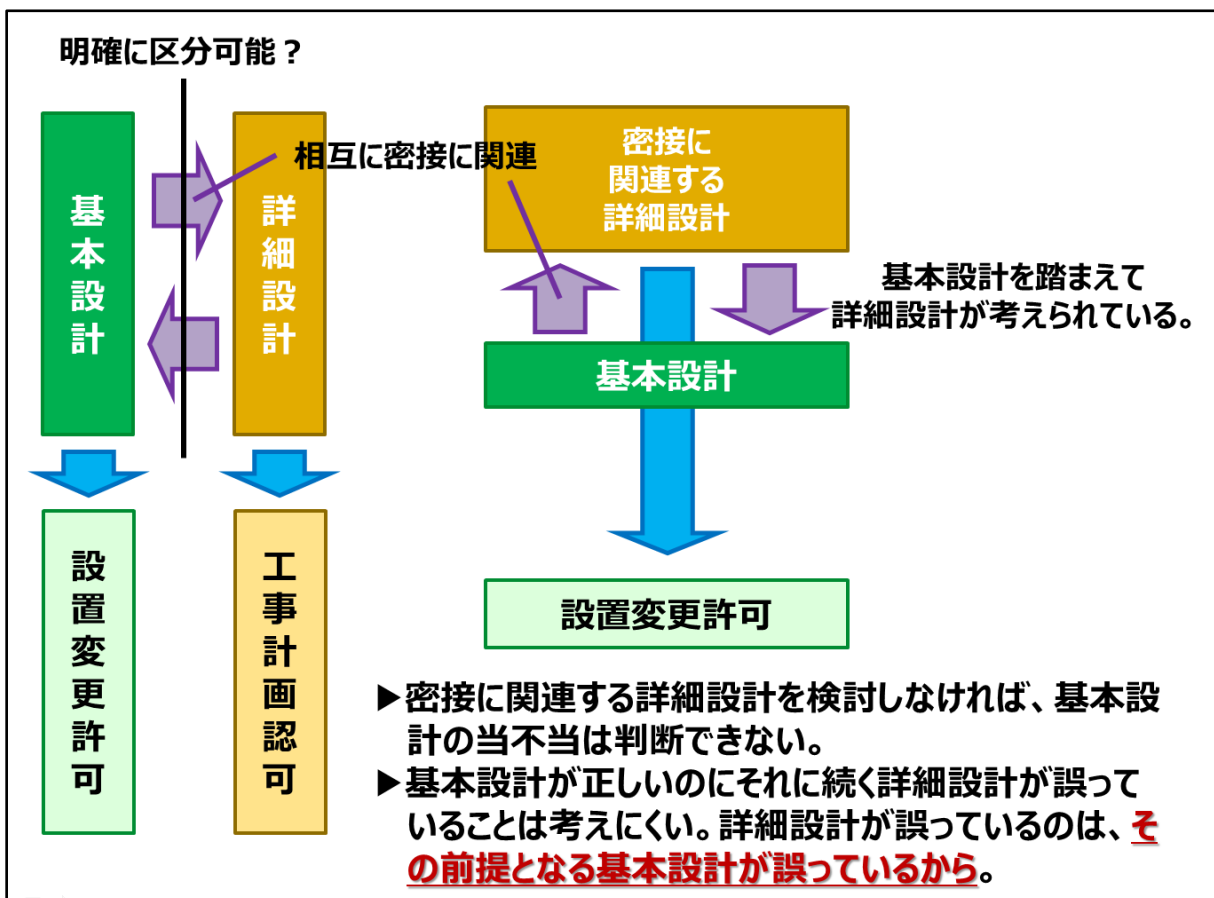 明確に区分可能？
基本設計
詳細設計
相互に密接に関連
設置変更許可
工事計画認可
密接に
関連する
詳細設計
基本設計を踏まえて
詳細設計が考えられている。
基本設計
設置変更許可
▶密接に関連する詳細設計を検討しなければ、基本設
計の当不当は判断できない。
▶基本設計が正しいのにそれに続く詳細設計が誤って
いることは考えにくい。詳細設計が誤っているのは、そ
の前提となる基本設計が誤っているから。